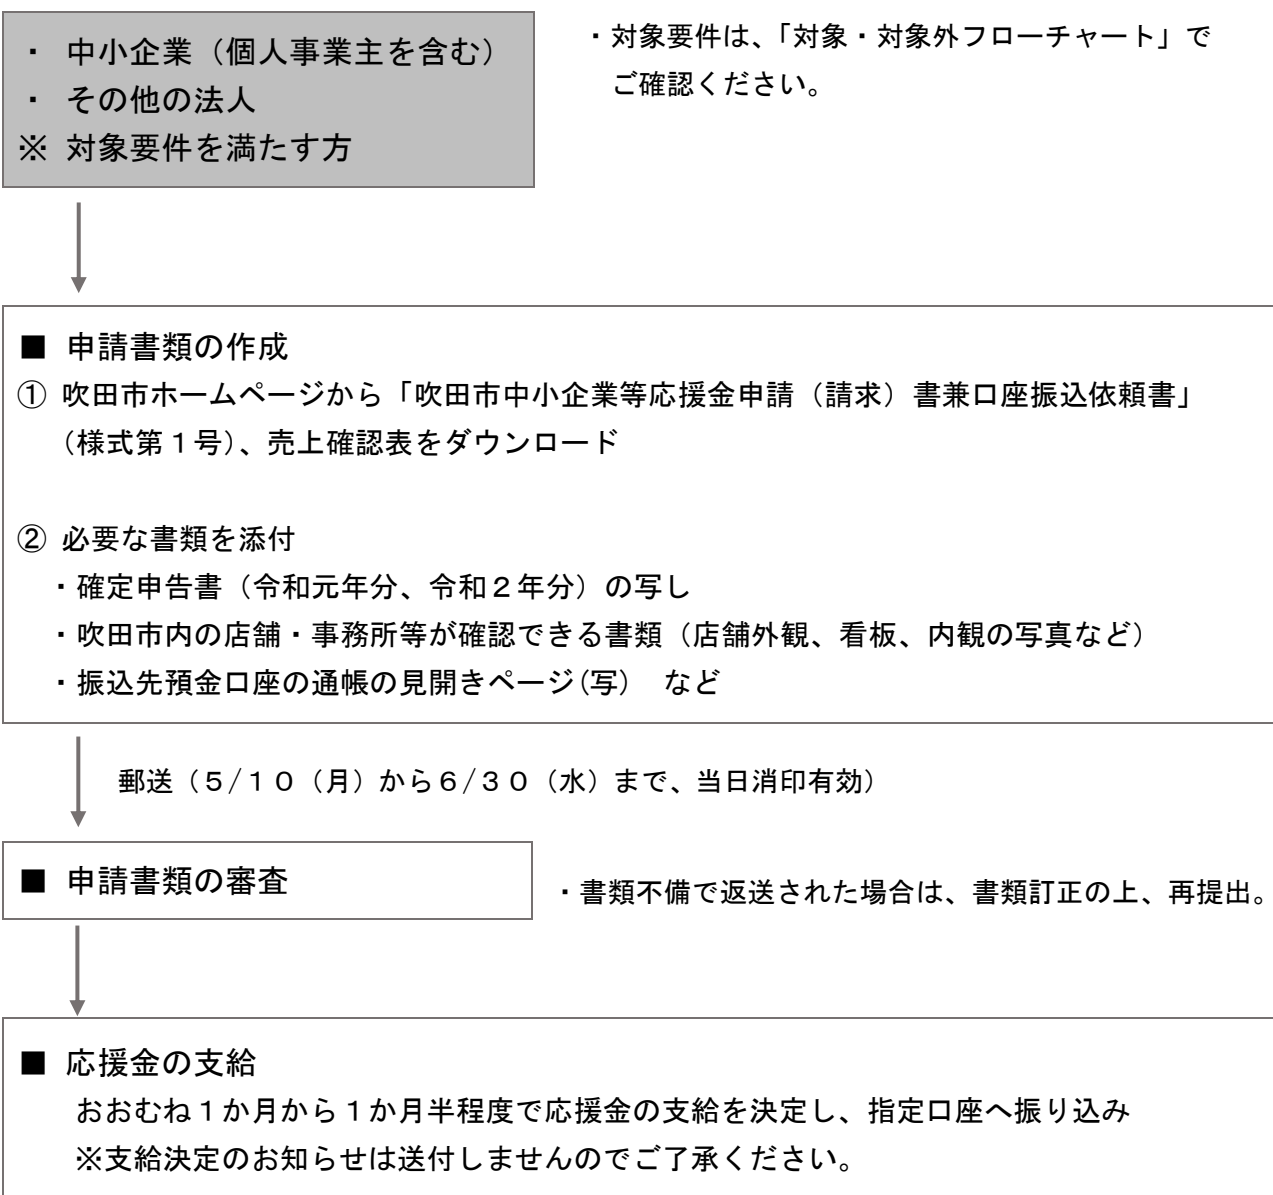 ・ 中小企業（個人事業主を含む）
・ その他の法人
※ 対象要件を満たす方
・対象要件は、「対象・対象外フローチャート」で
ご確認ください。
■ 申請書類の作成
① 吹田市ホームページから「吹田市中小企業等応援金申請（請求）書兼口座振込依頼書」
（様式第１号）、売上確認表をダウンロード
② 必要な書類を添付
・確定申告書（令和元年分、令和２年分）の写し
・吹田市内の店舗・事務所等が確認できる書類（店舗外観、看板、内観の写真など）
・振込先預金口座の通帳の見開きページ(写)　など
郵送（５/１０（月）から６/３０（水）まで、当日消印有効）
■ 申請書類の審査
・書類不備で返送された場合は、書類訂正の上、再提出。
■ 応援金の支給
おおむね１か月から１か月半程度で応援金の支給を決定し、指定口座へ振り込み
※支給決定のお知らせは送付しませんのでご了承ください。